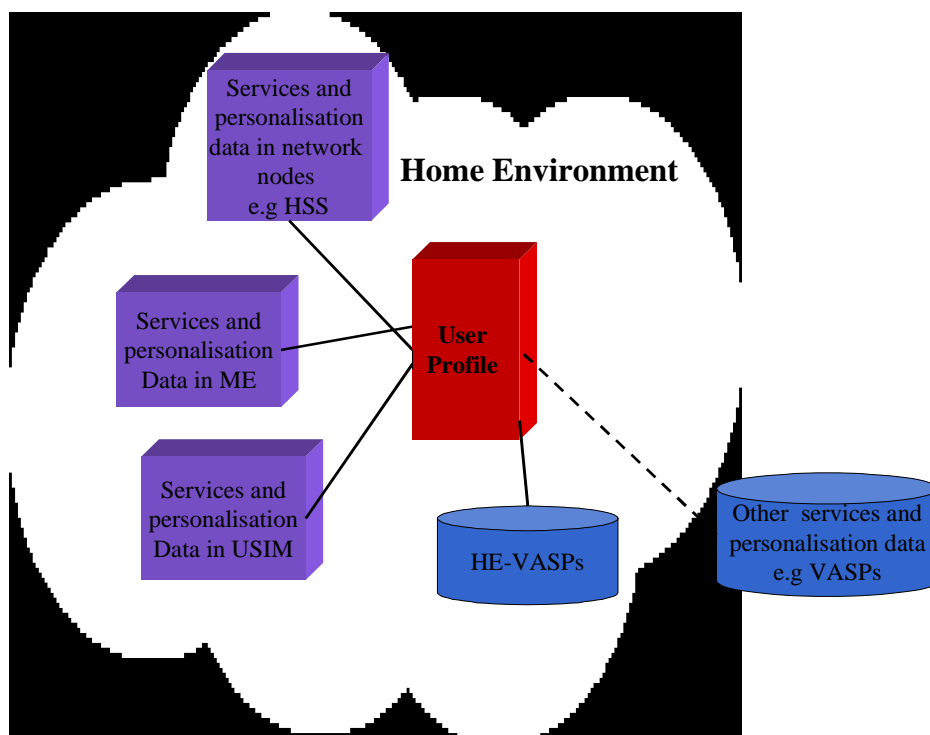 Services and
personalisation
data in network
nodes
e.g HSS
Home Environment
Services and
personalisation
Data in ME
User
Profile
Services and
personalisation
Data in USIM
HE-VASPs
Other services and
personalisation data
e.g VASPs